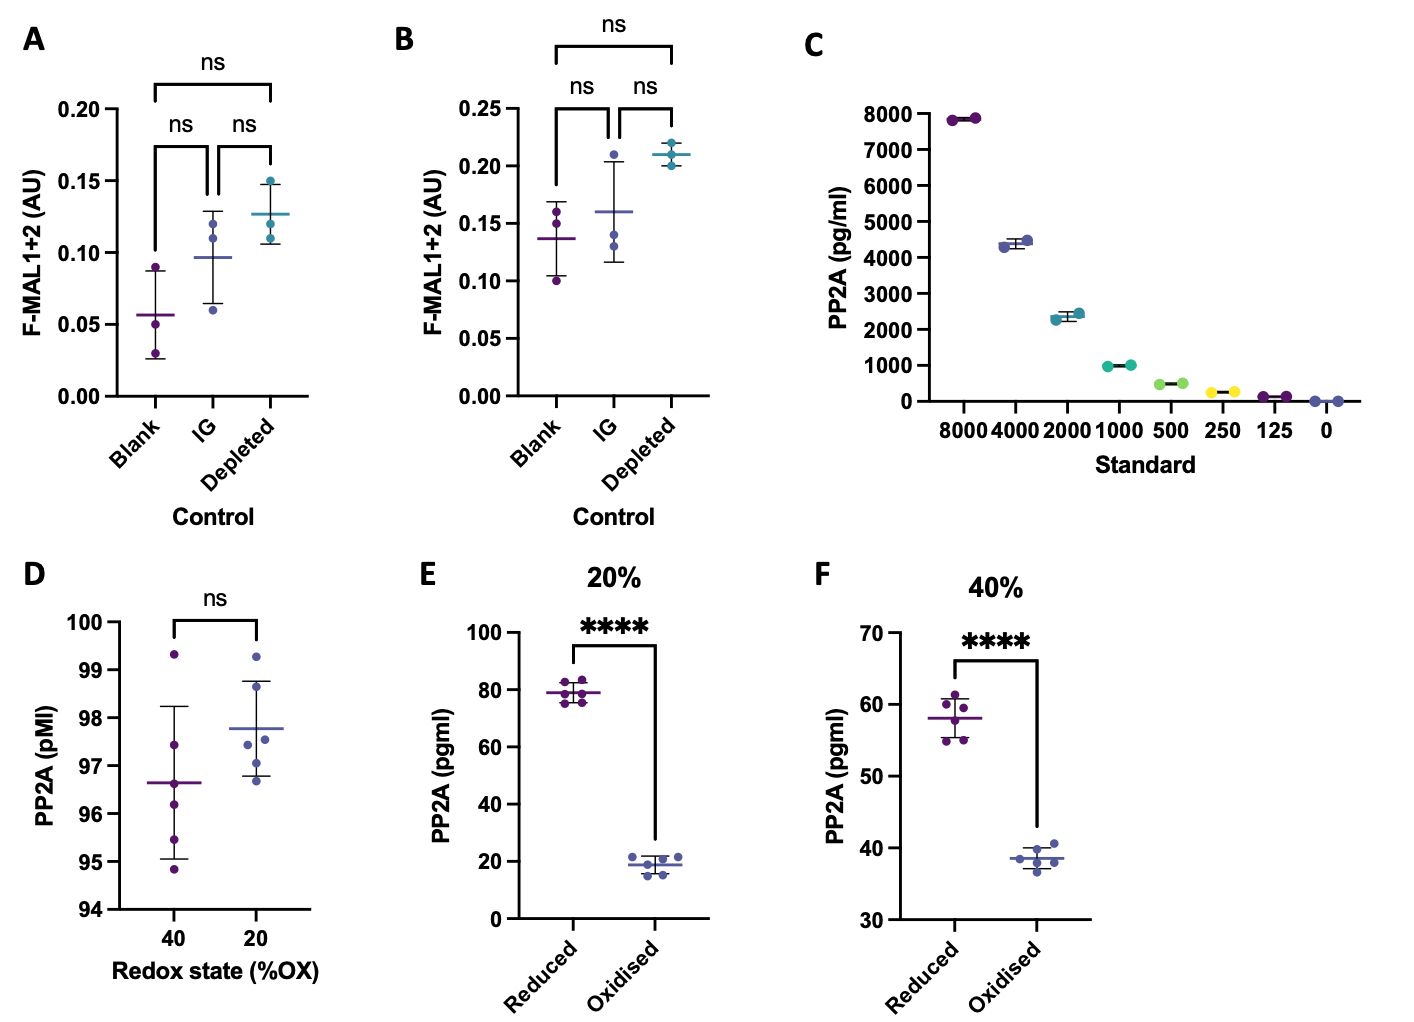 A
ns
ns
ns
0.20
0.15
0.10
0.05
0.00
F-MAL1+2 (AU)
Blank
IG
Depleted
Control
B
ns
ns
ns
0.25
0.20
0.15
0.10
0.05
0.00
F-MAL1+2 (AU)
Blank
IG
Depleted
Control
C
8000
7000
6000
5000
4000
3000
2000
1000
0
PP2A (pg/ml)
8000 4000 2000 1000 500 250 125 0
Standard
D
ns
100
99
98
97
96
95
94
PP2A (pMl)
40 20
Redox state (%OX)
E
20%
****
100
80
60
40
20
0
PP2A (pgml)
Reduced
Oxidised
F
40%
****
70
60
50
40
30
PP2A (pgml)
Reduced
Oxidised